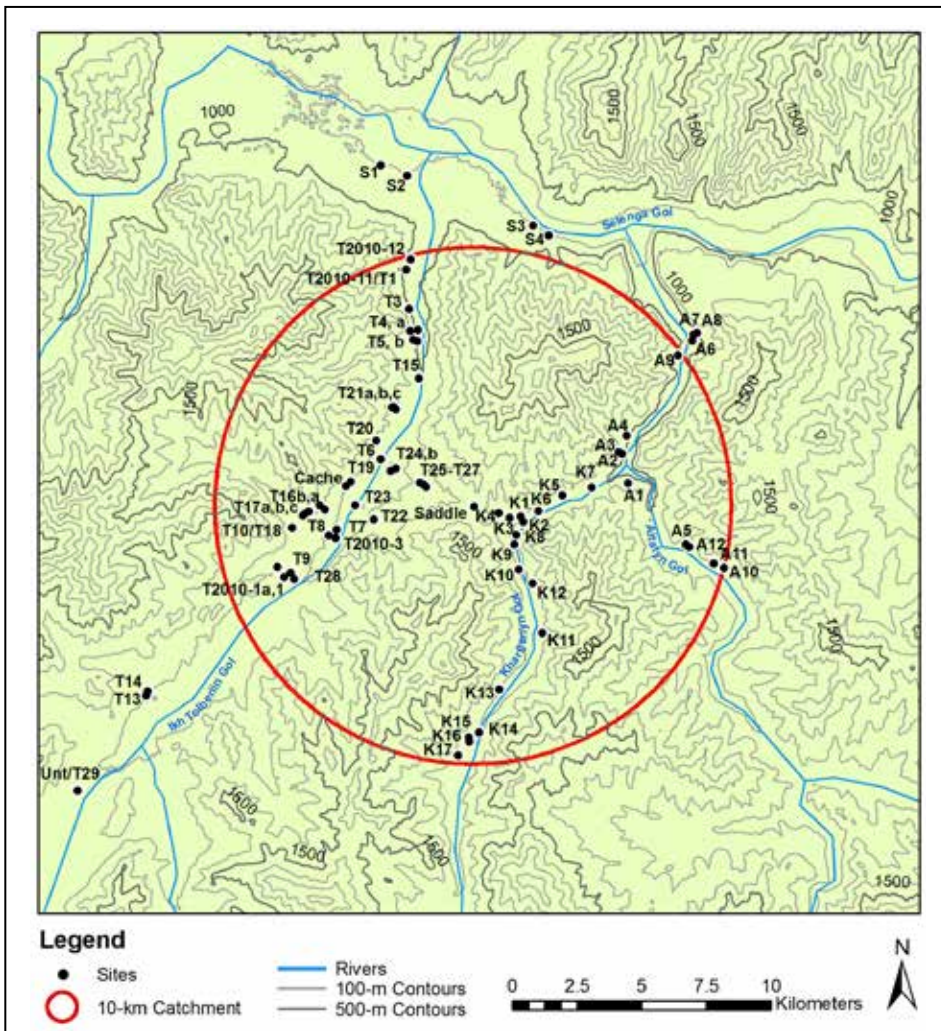 1000
1500
1500
1500
S1
S2
S3
S4
Selenga Gol
1000
T2010-12
T2010-11/T1
1000
T3
T4, a
T5, b
A7
A8
A6
A9
1500
T15
1500
1500
T21a,b,c
A4
T20
A3
T6
T24,b
A2
T19
T25-T27
K7
Cache
K5
A1
T16b,a
K6
T17a,b,c
T23
Saddle
K1
1500
K4
T10/T18
T8
T7
T22
K3
K2
K8
T2010-3
1500
K9
A5
A12
A11
Altatyn Gol
A10
T9
K10
T2010-1a,1
T28
K12
Kharganyn Gol
K11
1500
1500
T14
T13
K13
Ikh Tolberiin Gol
K15
K14
K16
K17
Unt/T29
1600
1500
1500
1500
Legend
Sites
10-km Catchment
Rivers
100-m Contours
500-m Contours
0 2.5 5 7.5 10
Kilometers
N